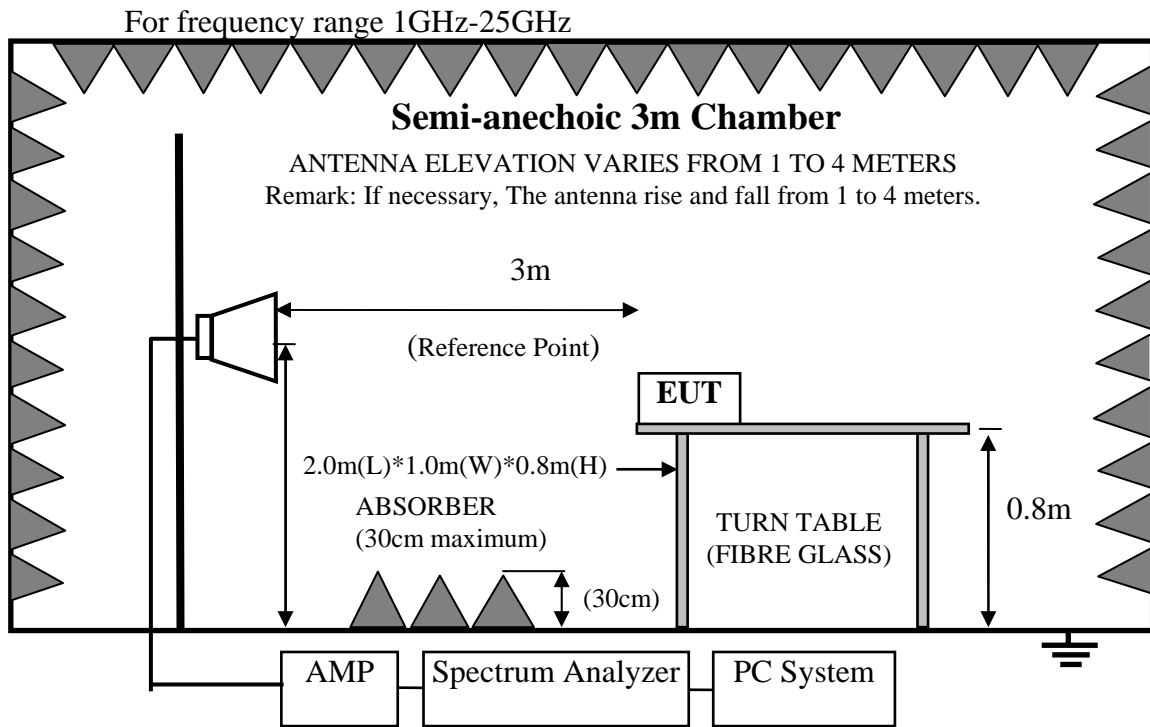 For frequency range 1GHz-25GHz
Semi-anechoic 3m Chamber
ANTENNA ELEVATION VARIES FROM 1 TO 4 METERS
Remark: If necessary, The antenna rise and fall from 1 to 4 meters.
3m
(Reference Point)
EUT
2.0m(L)*1.0m(W)*0.8m(H)
ABSORBER
(30cm maximum)
TURN TABLE
(FIBRE GLASS)
0.8m
(30cm)
AMP
Spectrum Analyzer
PC System